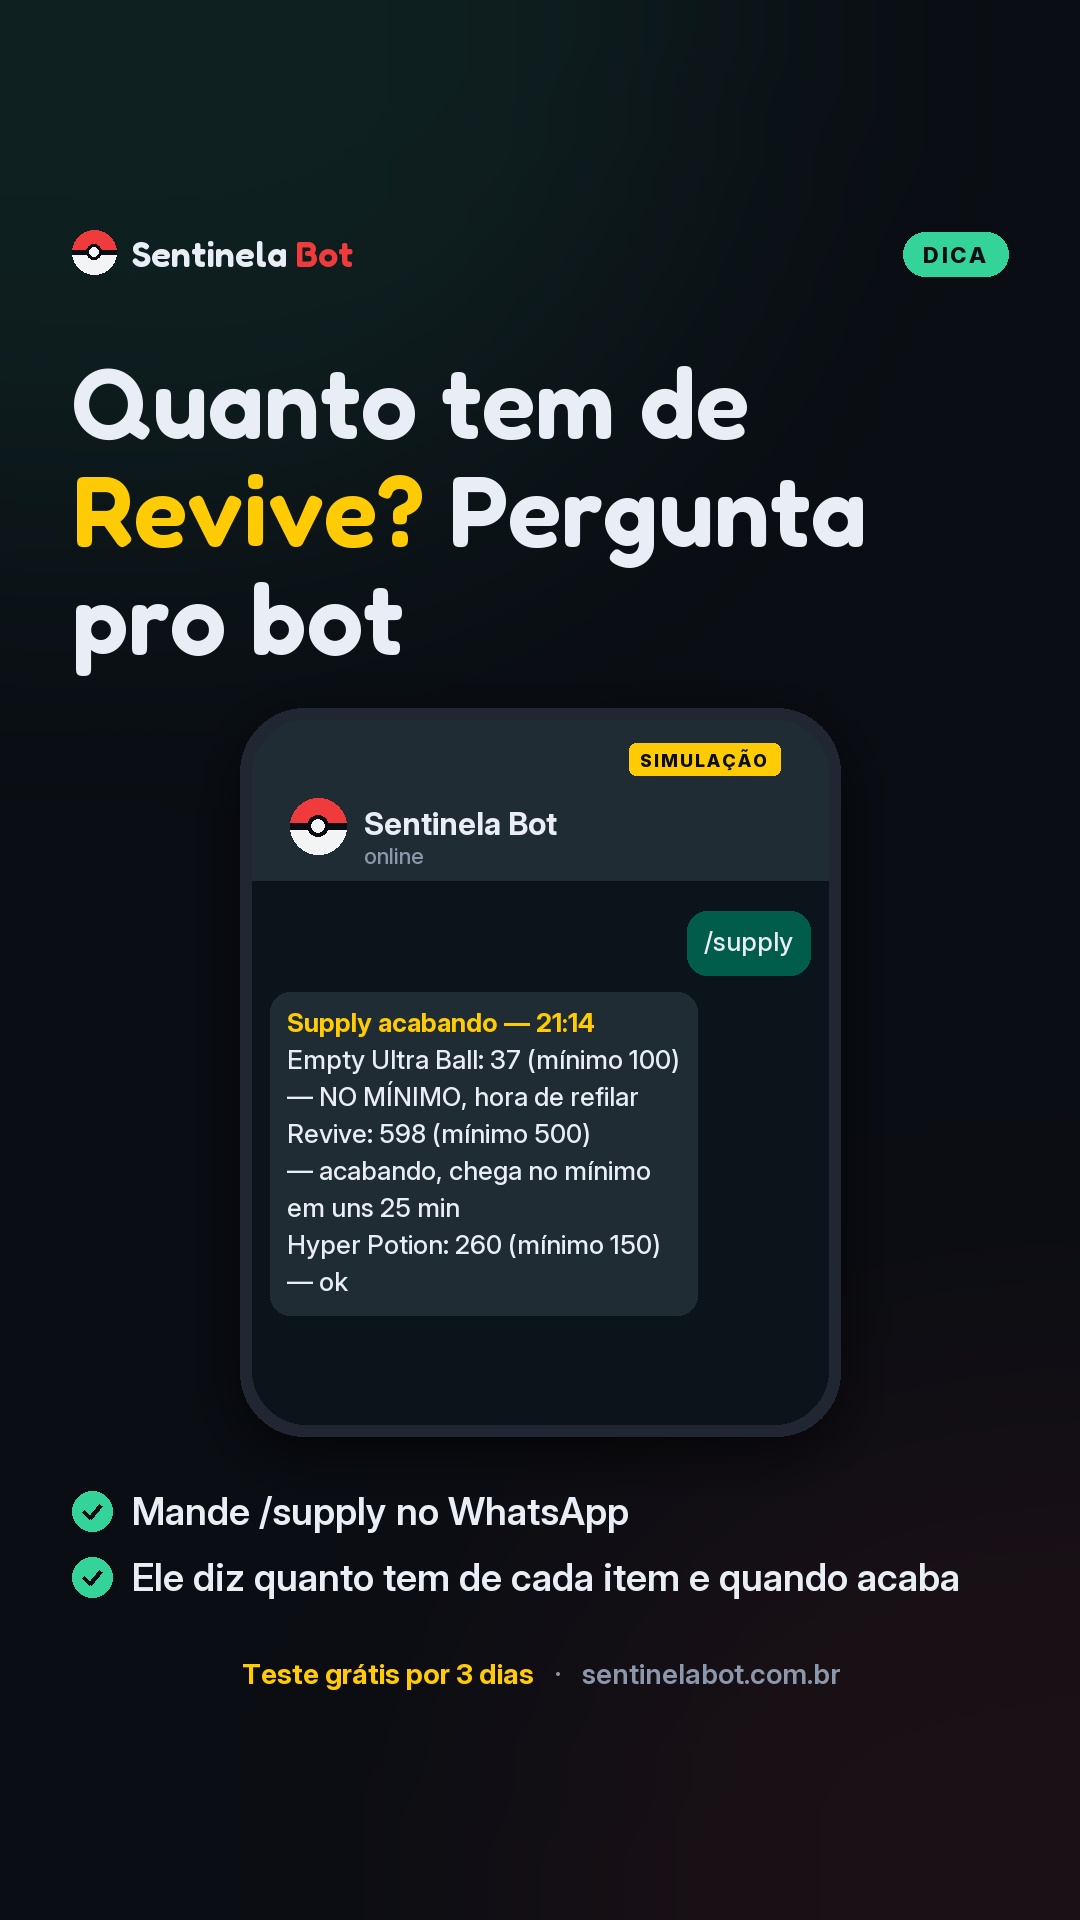 Sentinela Bot
DICA
Quanto tem de
Revive? Pergunta
pro bot
SIMULAÇÃO
Sentinela Bot
online
/supply
Supply acabando — 21:14
Empty Ultra Ball: 37 (mínimo 100)
— NO MÍNIMO, hora de refilar
Revive: 598 (mínimo 500)
— acabando, chega no mínimo
em uns 25 min
Hyper Potion: 260 (mínimo 150)
— ok
Mande /supply no WhatsApp
Ele diz quanto tem de cada item e quando acaba
Teste grátis por 3 dias · sentinelabot.com.br